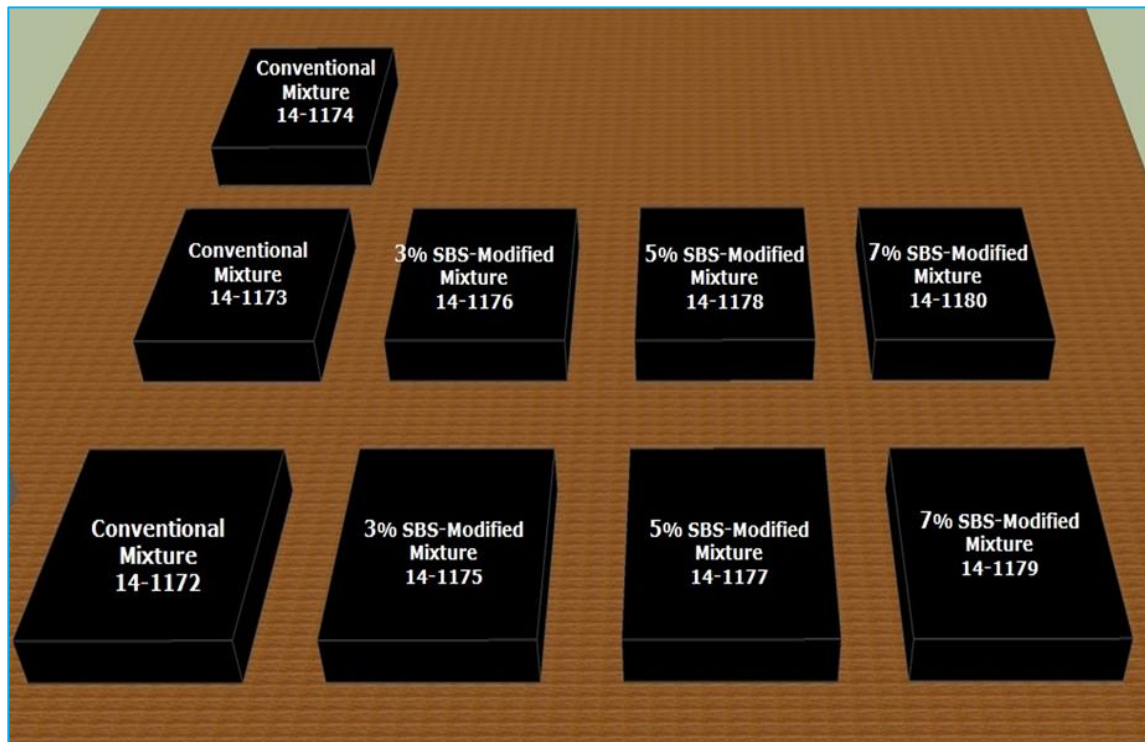 Conventional
Mixture
14-1174
Conventional
Mixture
14-1173
3% SBS-Modified
Mixture
14-1176
5% SBS-Modified
Mixture
14-1178
7% SBS-Modified
Mixture
14-1180
Conventional
Mixture
14-1172
3% SBS-Modified
Mixture
14-1175
5% SBS-Modified
Mixture
14-1177
7% SBS-Modified
Mixture
14-1179